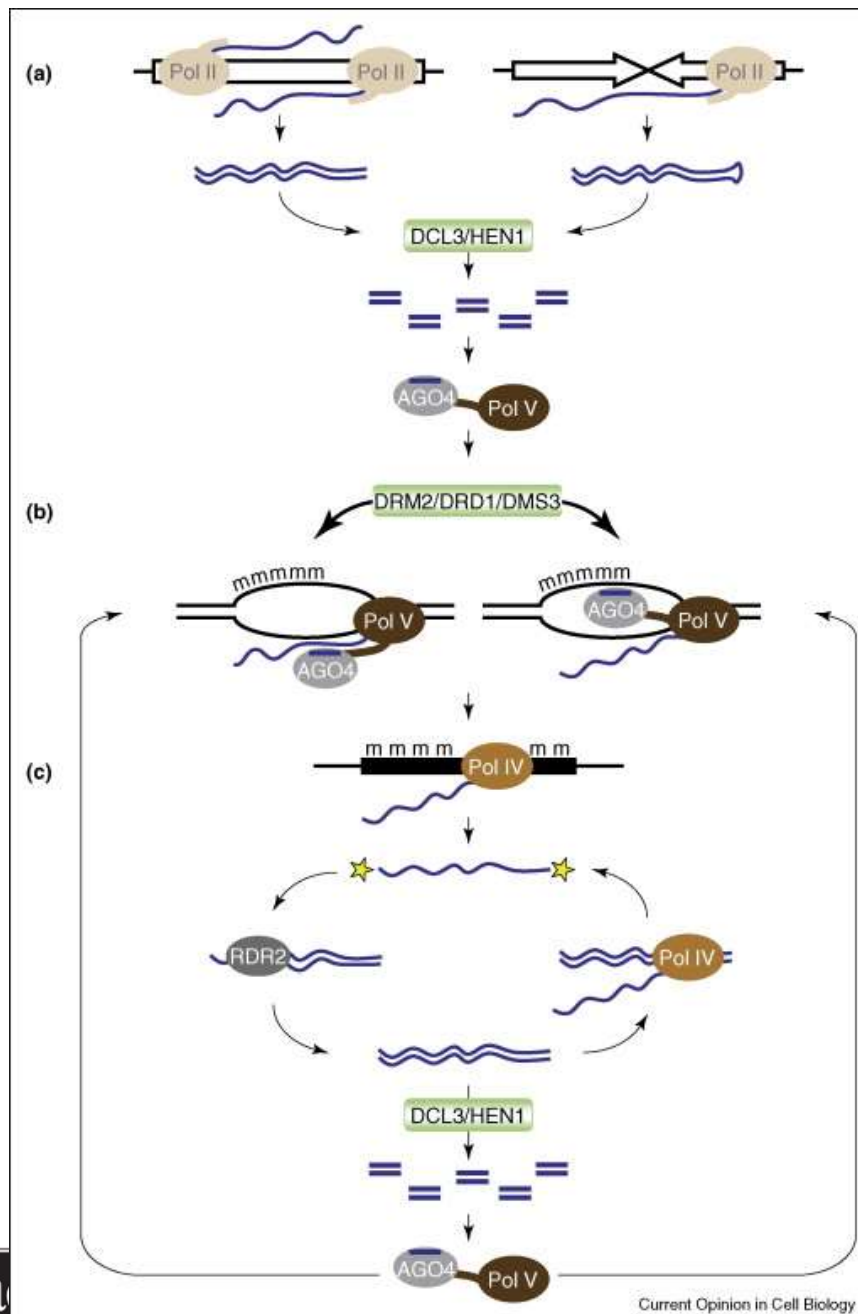 (a)
Pol II
Pol II
Pol II
DCL3/HEN1
AGO4
Pol V
DRM2/DRD1/DMS3
(b)
mmmmm
mmmmm
Pol V
AGO4
AGO4
Pol V
m m m m
m m
Pol IV
(c)
RDR2
Pol IV
DCL3/HEN1
AGO4
Pol V
Current Opinion in Cell Biology